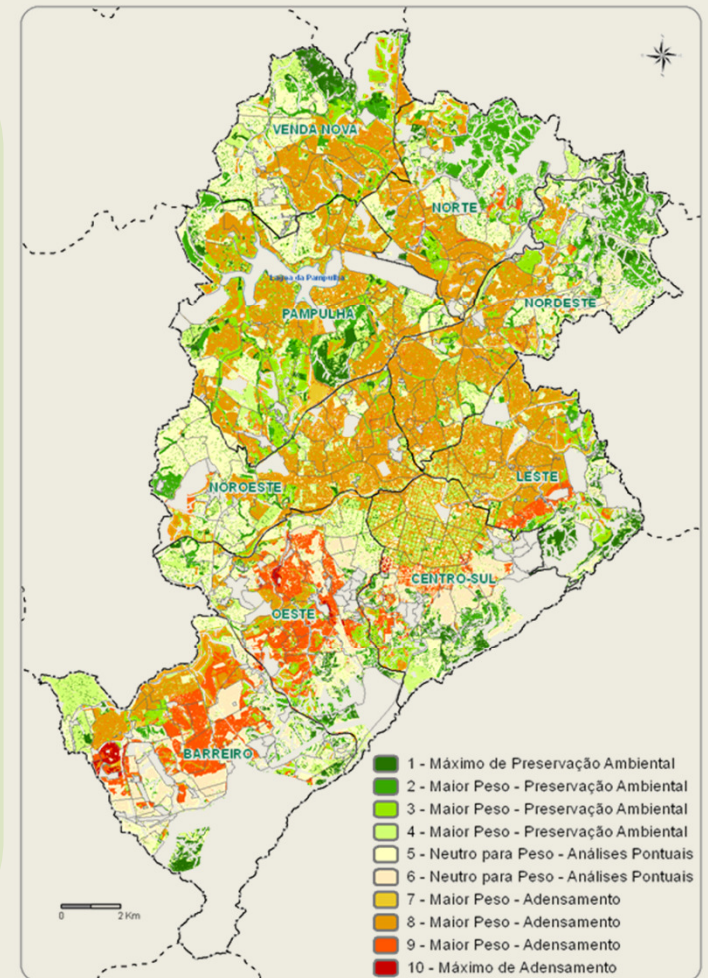 VENDA NOVA
NORTE
Lagoa da Pampulha
NORDESTE
PAMPULHA
LESTE
NOROESTE
CENTRO-SUL
OESTE
BARREIRO
1 - Máximo de Preservação Ambiental
2 - Maior Peso - Preservação Ambiental
3 - Maior Peso - Preservação Ambiental
4 - Maior Peso - Preservação Ambiental
5 - Neutro para Peso - Análises Pontuais
6 - Neutro para Peso - Análises Pontuais
7 - Maior Peso - Adensamento
8 - Maior Peso - Adensamento
9 - Maior Peso - Adensamento
10 - Máximo de Adensamento
0 2 Km